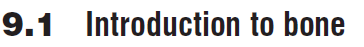 9.1 Introduction to bone